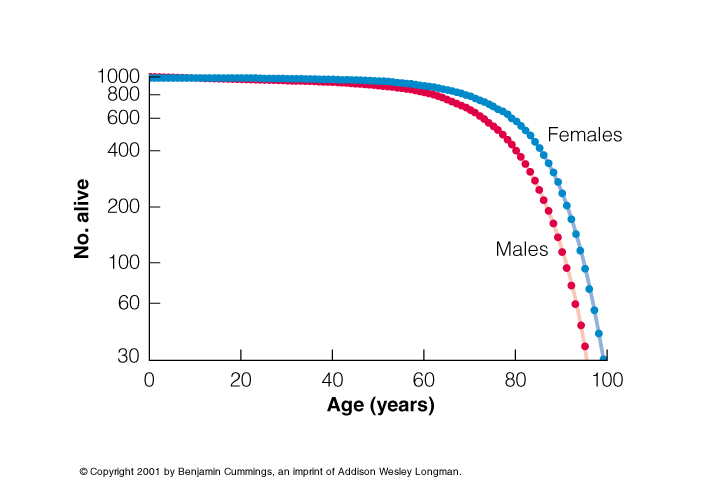 1000
800
600
400
200
100
60
30
No. alive
Females
Males
0 20 40 60 80 100
Age (years)
© Copyright 2001 by Benjamin Cummings, an imprint of Addison Wesley Longman.